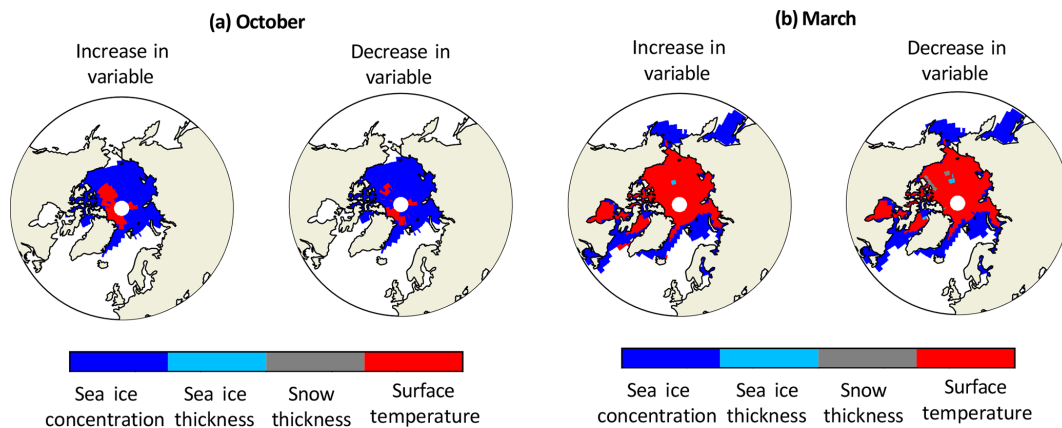 (a) October
Increase in
variable
Decrease in
variable
Sea ice
concentration
Sea ice
thickness
Snow
thickness
Surface
temperature
(b) March
Increase in
variable
Decrease in
variable
Sea ice
concentration
Sea ice
thickness
Snow
thickness
Surface
temperature